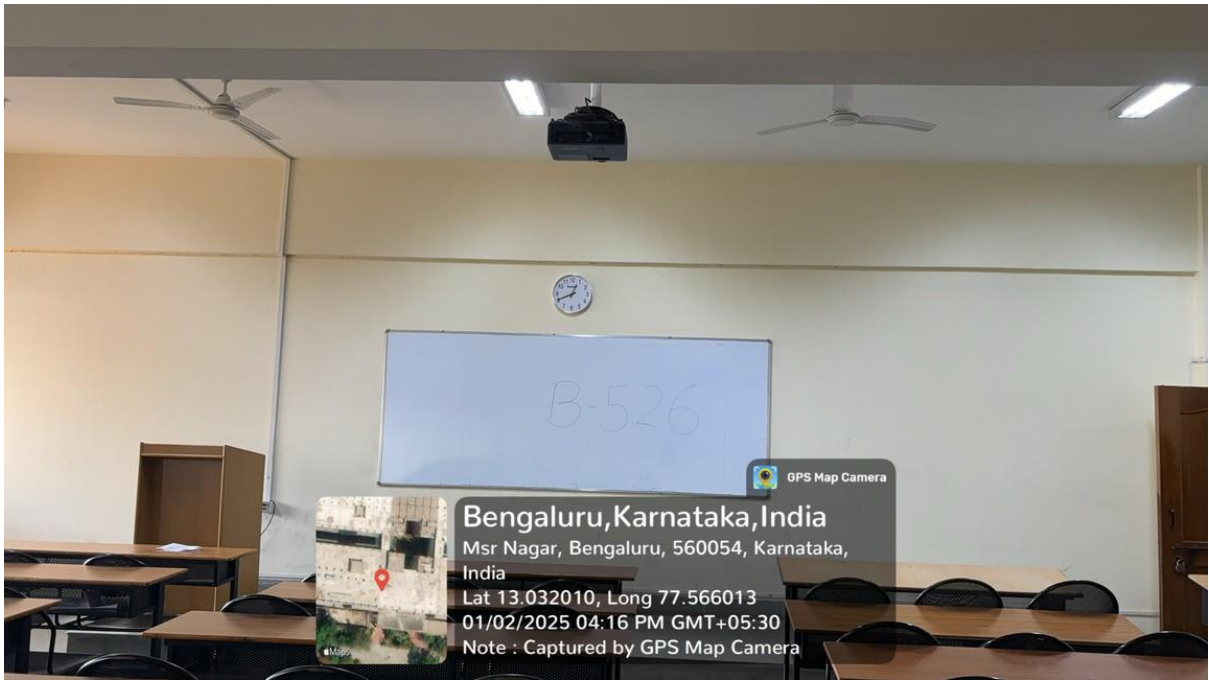 B-526
GPS Map Camera
Bengaluru,Karnataka,India
Msr Nagar, Bengaluru, 560054, Karnataka,
India
Lat 13.032010, Long 77.566013
01/02/2025 04:16 PM GMT+05:30
Note : Captured by GPS Map Camera
Maps